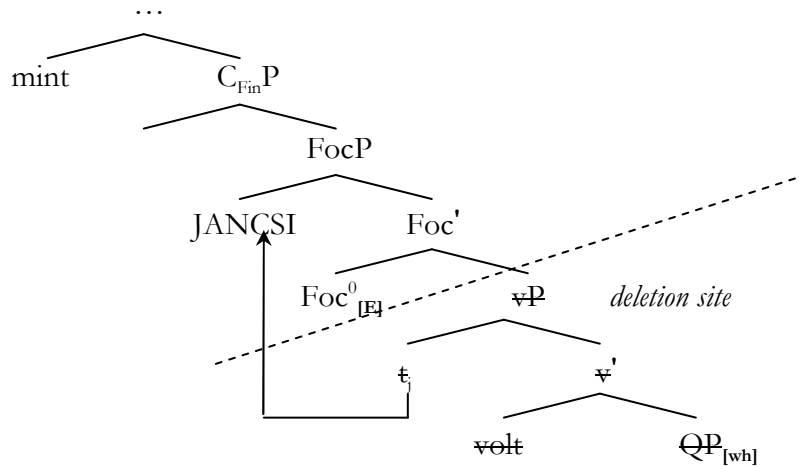 …
mint C_FinP
FocP
JANCSI Foc'
Foc⁰[E] vP deletion site
t_j v'
volt QP[wh]